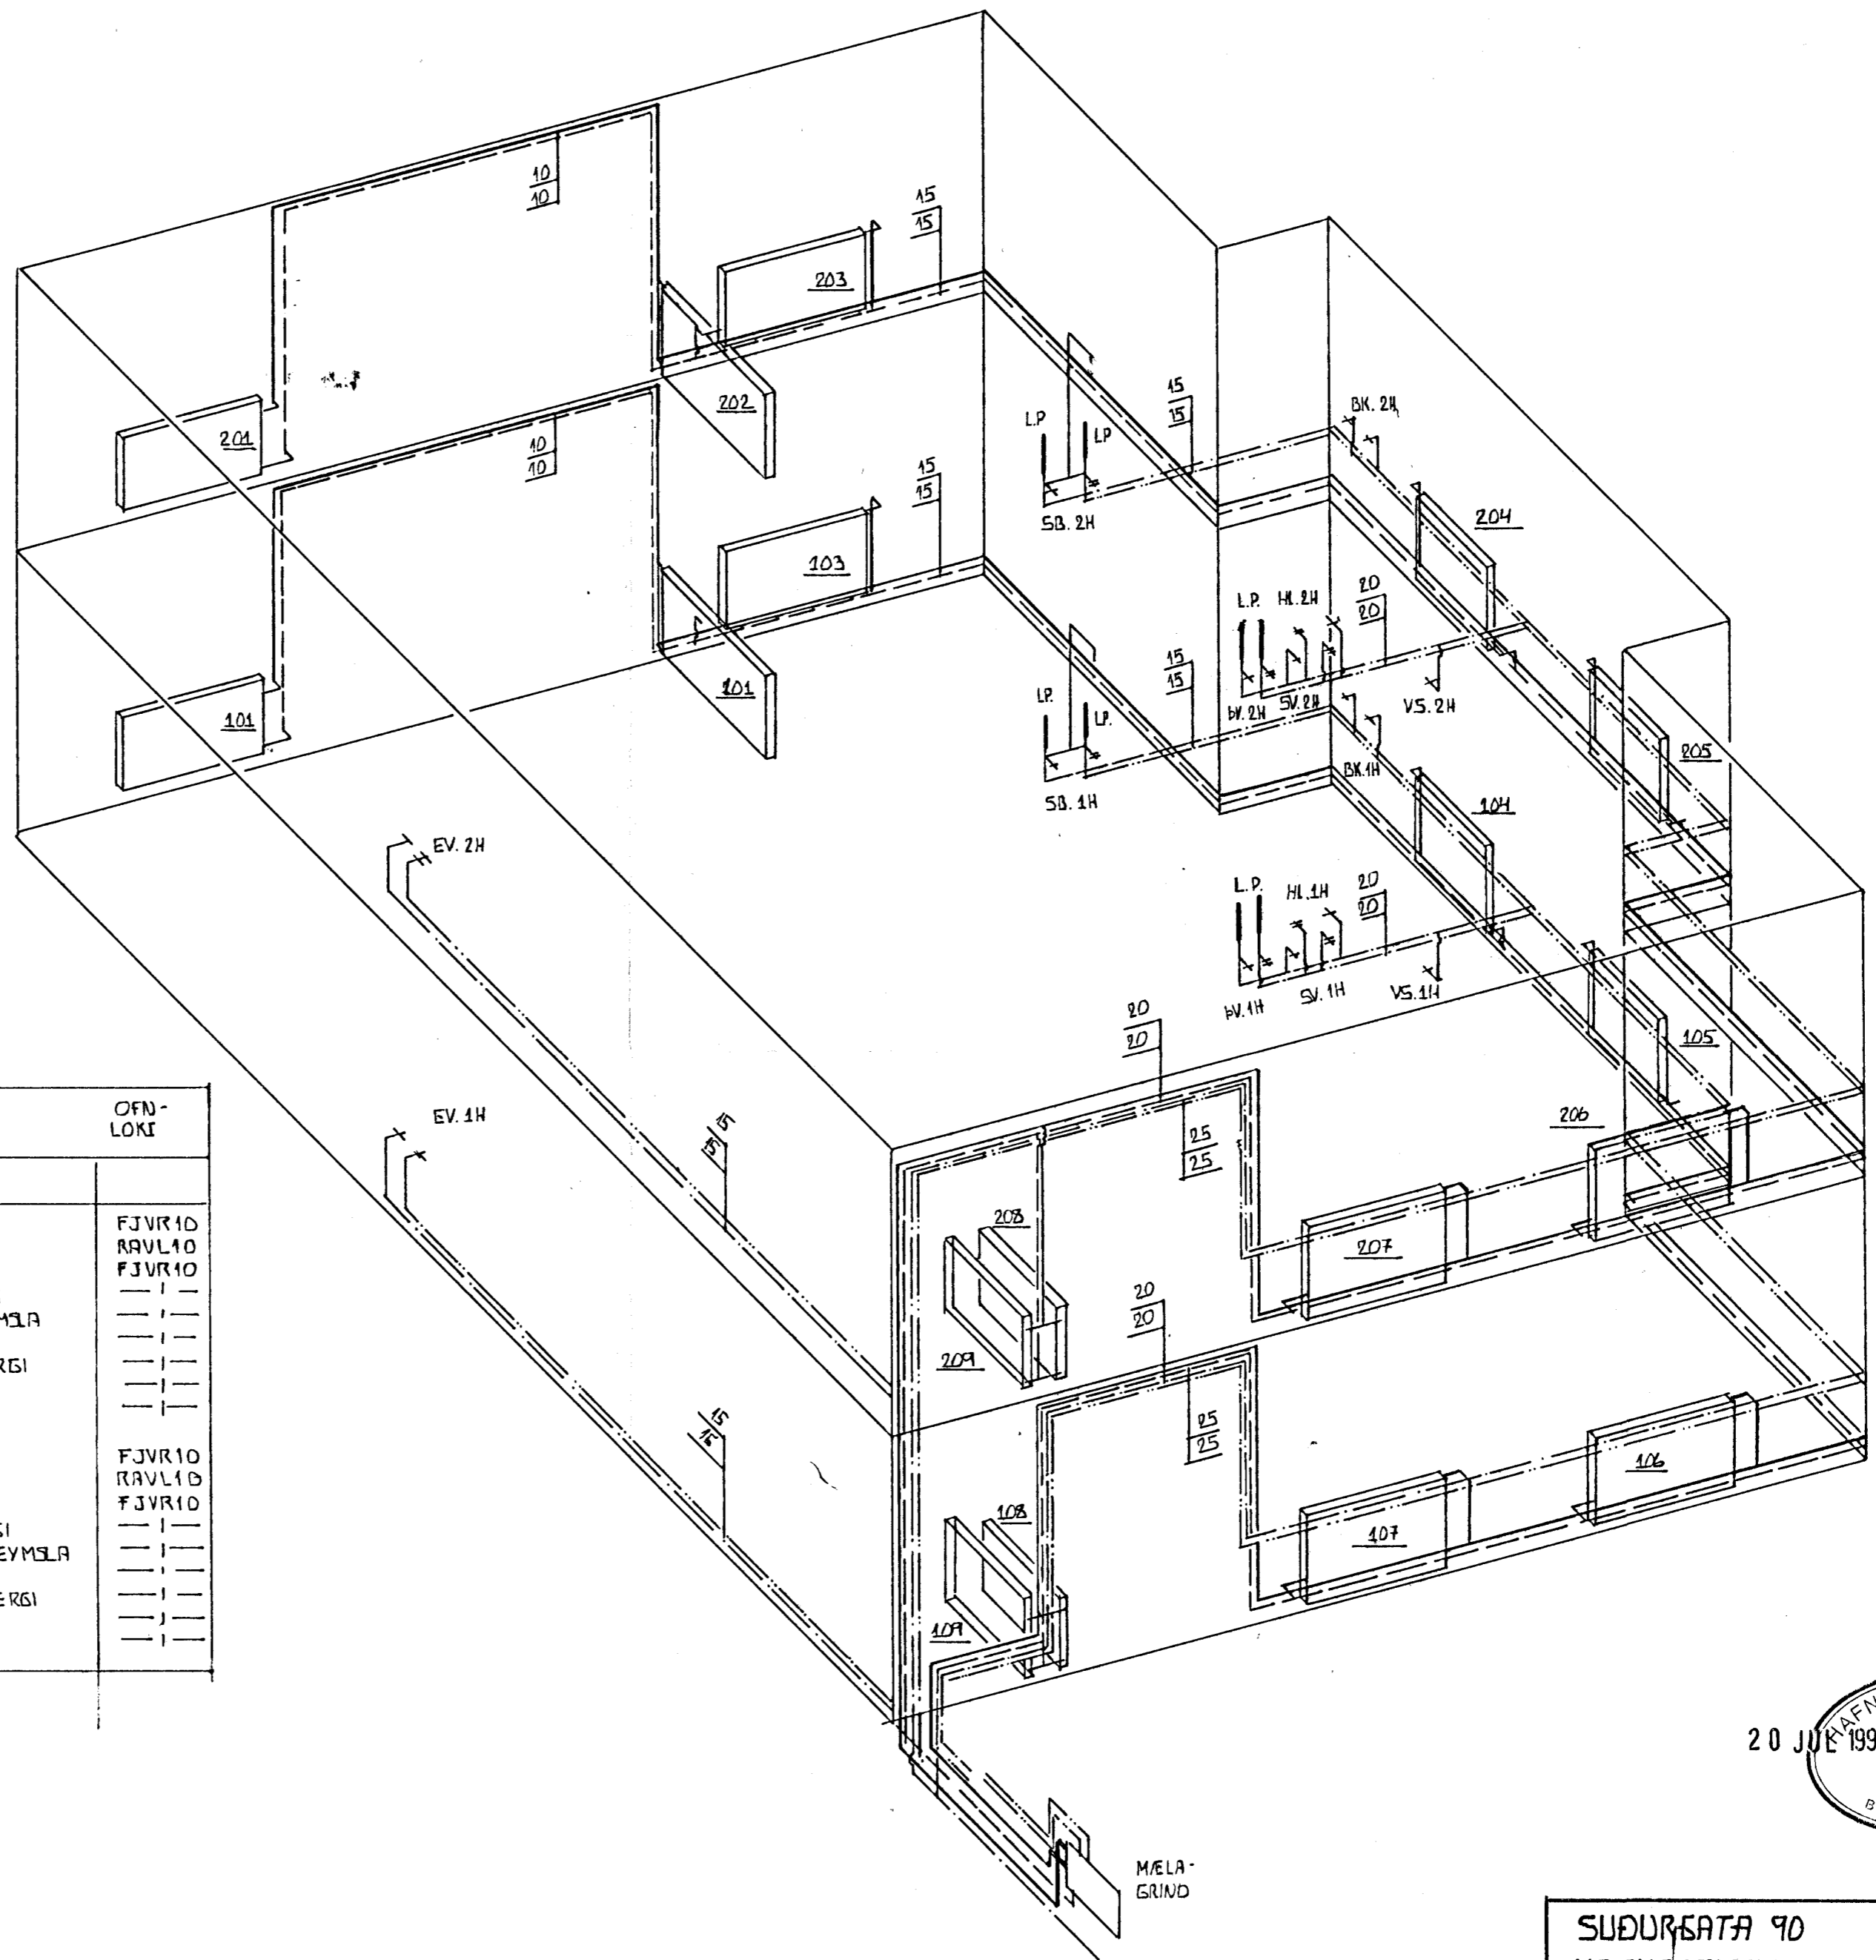 10
10
15
15
203
202
201
10
10
15
15
103
101
101
L.P
LP
SB. 2H
15
15
BK. 2H
204
20
20
L.P.
HL. 2H
ÞV. 2H
SV. 2H
VS. 2H
205
LP.
LP.
SB. 1H
15
15
BK.1H
104
20
20
L.P.
HL.1H
ÞV.1H
SV. 1H
VS.1H
105
EV. 2H
EV. 1H
15
15
15
15
20
20
25
25
206
207
208
209
20
20
25
25
106
107
108
109
OFN-
LOKI
FJVR10
RAVL10
FJVR10
FJVR10
RAVL10
FJVR10
MÆLA-
GRIND
20 JUL 199
HAFN
B
SUÐURGATA 90